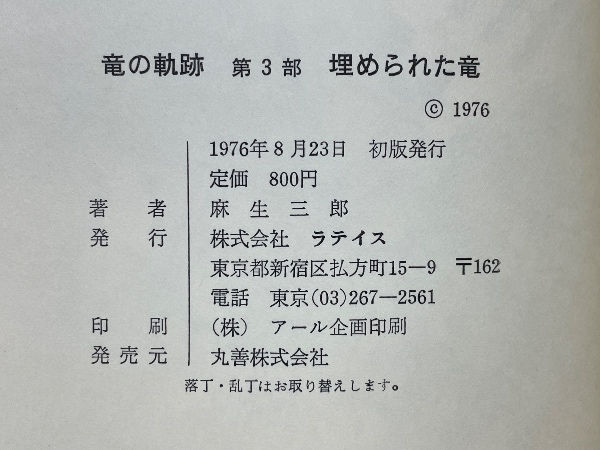 竜の軌跡　第3部　埋められた竜
© 1976
1976年8月23日　初版発行
定価　800円
著者　麻生三郎
発行　株式会社　ラテイス
東京都新宿区払方町15―9　〒162
電話　東京(03)267―2561
印刷　(株)　アール企画印刷
発売元　丸善株式会社
落丁・乱丁はお取り替えします。